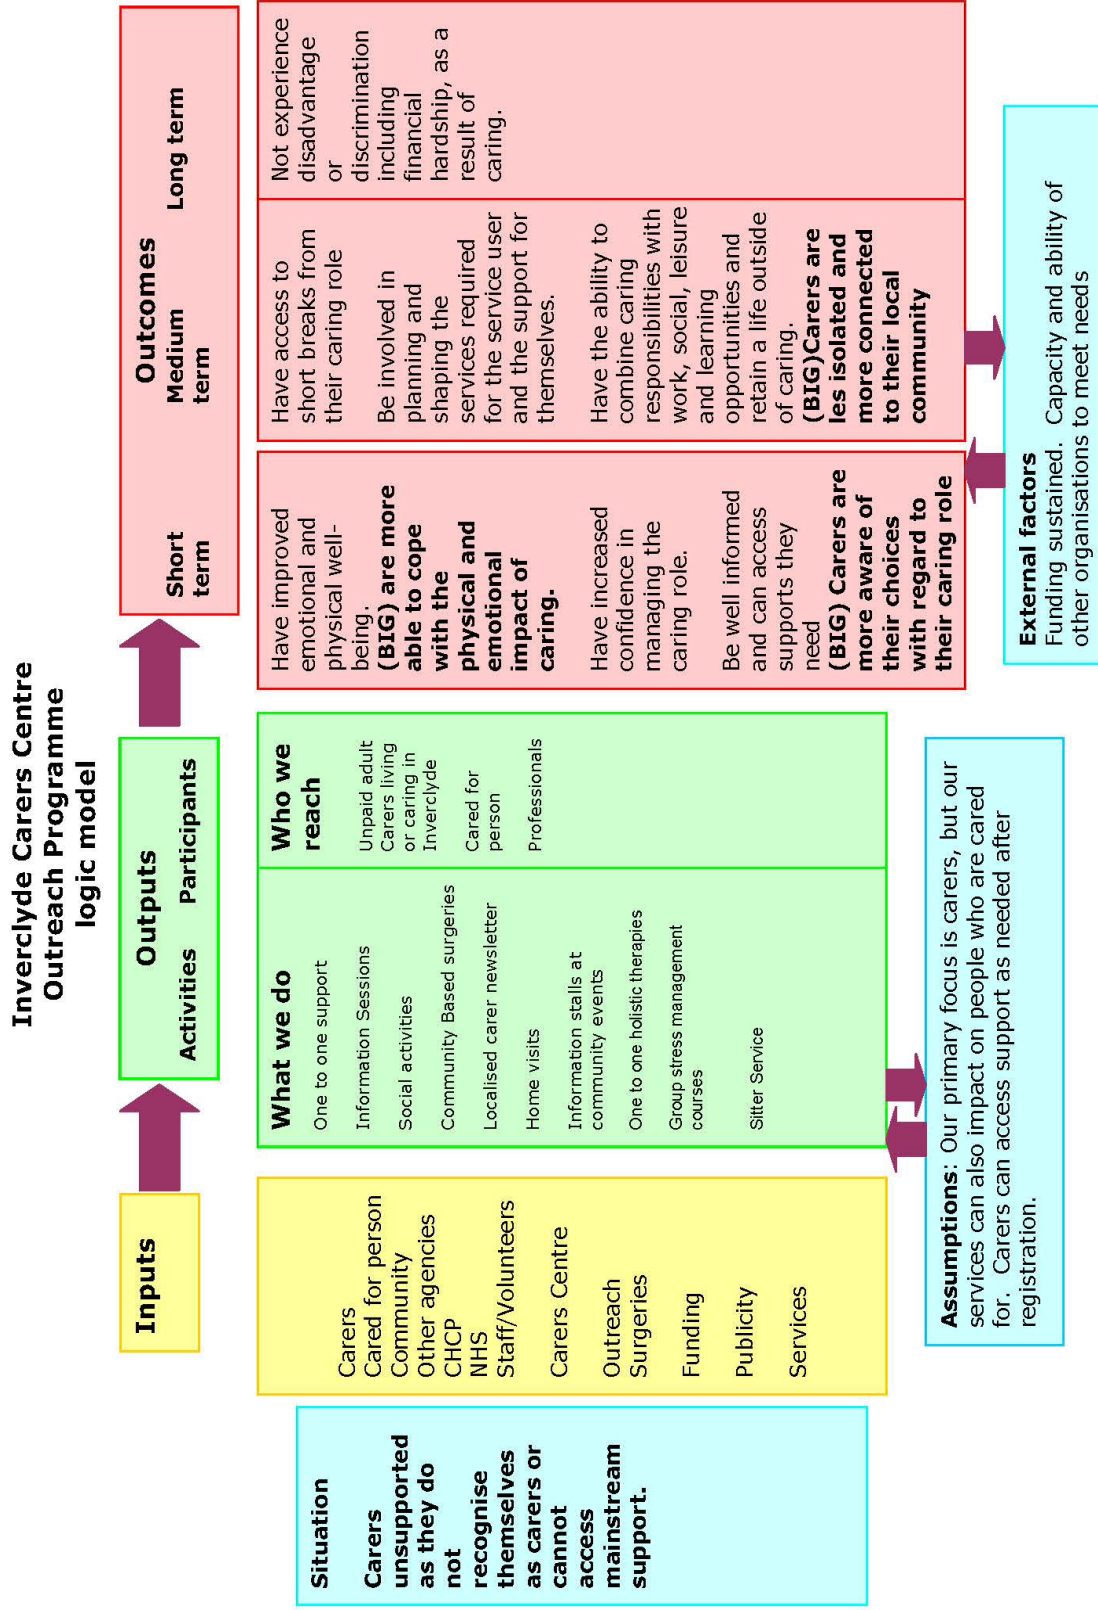 Inverclyde Carers Centre
Outreach Programme
logic model
Inputs
Outputs
Activities    Participants
Outcomes
Short
term
Medium
term
Long term
Situation
Carers
unsupported
as they do
not
recognise
themselves
as carers or
cannot
access
mainstream
support.
Carers
Cared for person
Community
Other agencies
CHCP
NHS
Staff/Volunteers
Carers Centre
Outreach
Surgeries
Funding
Publicity
Services
What we do
One to one support
Information Sessions
Social activities
Community Based surgeries
Localised carer newsletter
Home visits
Information stalls at
community events
One to one holistic therapies
Group stress management
courses
Sitter Service
Who we
reach
Unpaid adult
Carers living
or caring in
Inverclyde
Cared for
person
Professionals
Have improved
emotional and
physical well-
being.
(BIG) are more
able to cope
with the
physical and
emotional
impact of
caring.
Have increased
confidence in
managing the
caring role.
Be well informed
and can access
supports they
need
(BIG) Carers are
more aware of
their choices
with regard to
their caring role
Have access to
short breaks from
their caring role
Be involved in
planning and
shaping the
services required
for the service user
and the support for
themselves.
Have the ability to
combine caring
responsibilities with
work, social, leisure
and learning
opportunities and
retain a life outside
of caring.
(BIG)Carers are
les isolated and
more connected
to their local
community
Not experience
disadvantage
or
discrimination
including
financial
hardship, as a
result of
caring.
Assumptions: Our primary focus is carers, but our
services can also impact on people who are cared
for.  Carers can access support as needed after
registration.
External factors
Funding sustained.  Capacity and ability of
other organisations to meet needs